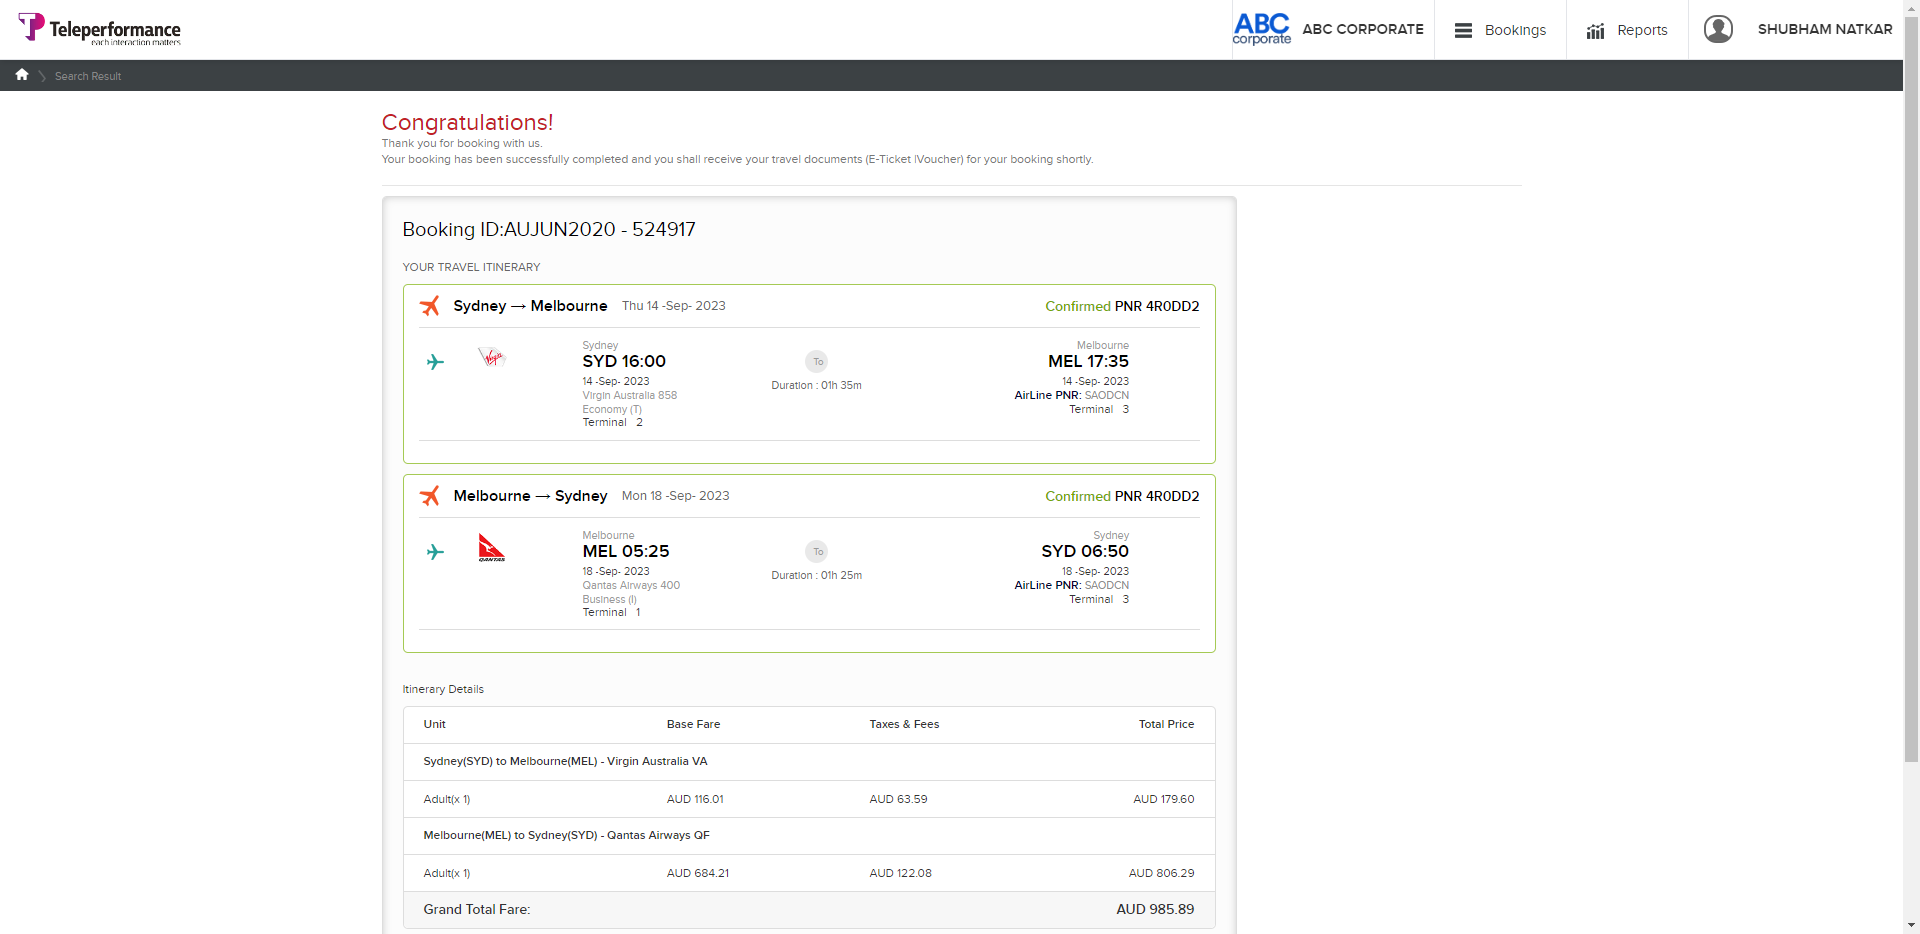 Teleperformance
each interaction matters
ABC
corporate
ABC CORPORATE
Bookings
Reports
SHUBHAM NATKAR
Search Result
Congratulations!
Thank you for booking with us.
Your booking has been successfully completed and you shall receive your travel documents (E-Ticket |Voucher) for your booking shortly.
Booking ID:AUJUN2020 - 524917
YOUR TRAVEL ITINERARY
Sydney → Melbourne Thu 14 -Sep- 2023 Confirmed PNR 4R0DD2
Virgin
Sydney
SYD 16:00
14 -Sep- 2023
Virgin Australia 858
Economy (T)
Terminal 2
To
Duration : 01h 35m
Melbourne
MEL 17:35
14 -Sep- 2023
AirLine PNR: SAODCN
Terminal 3
Melbourne → Sydney Mon 18 -Sep- 2023 Confirmed PNR 4R0DD2
QANTAS
Melbourne
MEL 05:25
18 -Sep- 2023
Qantas Airways 400
Business (I)
Terminal 1
To
Duration : 01h 25m
Sydney
SYD 06:50
18 -Sep- 2023
AirLine PNR: SAODCN
Terminal 3
Itinerary Details
Unit Base Fare Taxes & Fees Total Price
Sydney(SYD) to Melbourne(MEL) - Virgin Australia VA
Adult(x 1) AUD 116.01 AUD 63.59 AUD 179.60
Melbourne(MEL) to Sydney(SYD) - Qantas Airways QF
Adult(x 1) AUD 684.21 AUD 122.08 AUD 806.29
Grand Total Fare: AUD 985.89